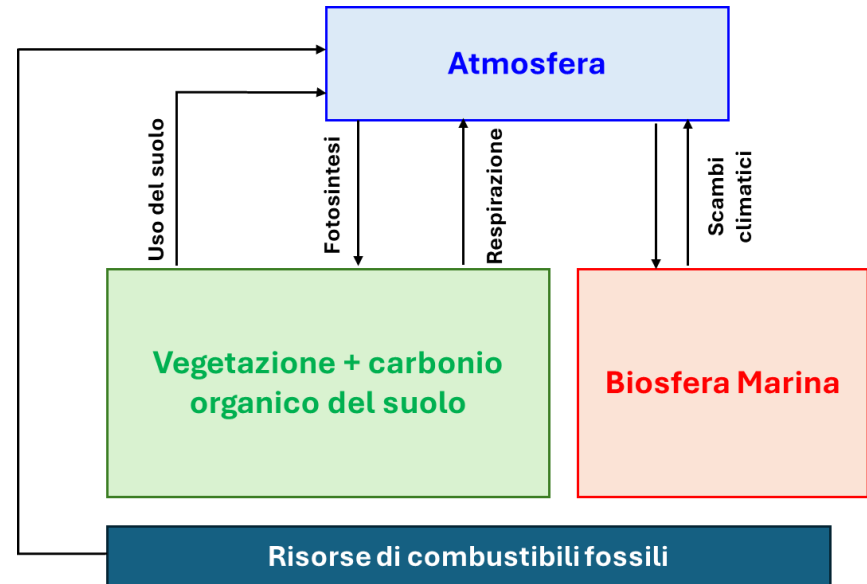 Atmosfera
Uso del suolo
Fotosintesi
Respirazione
Scambi
climatici
Vegetazione + carbonio
organico del suolo
Biosfera Marina
Risorse di combustibili fossili